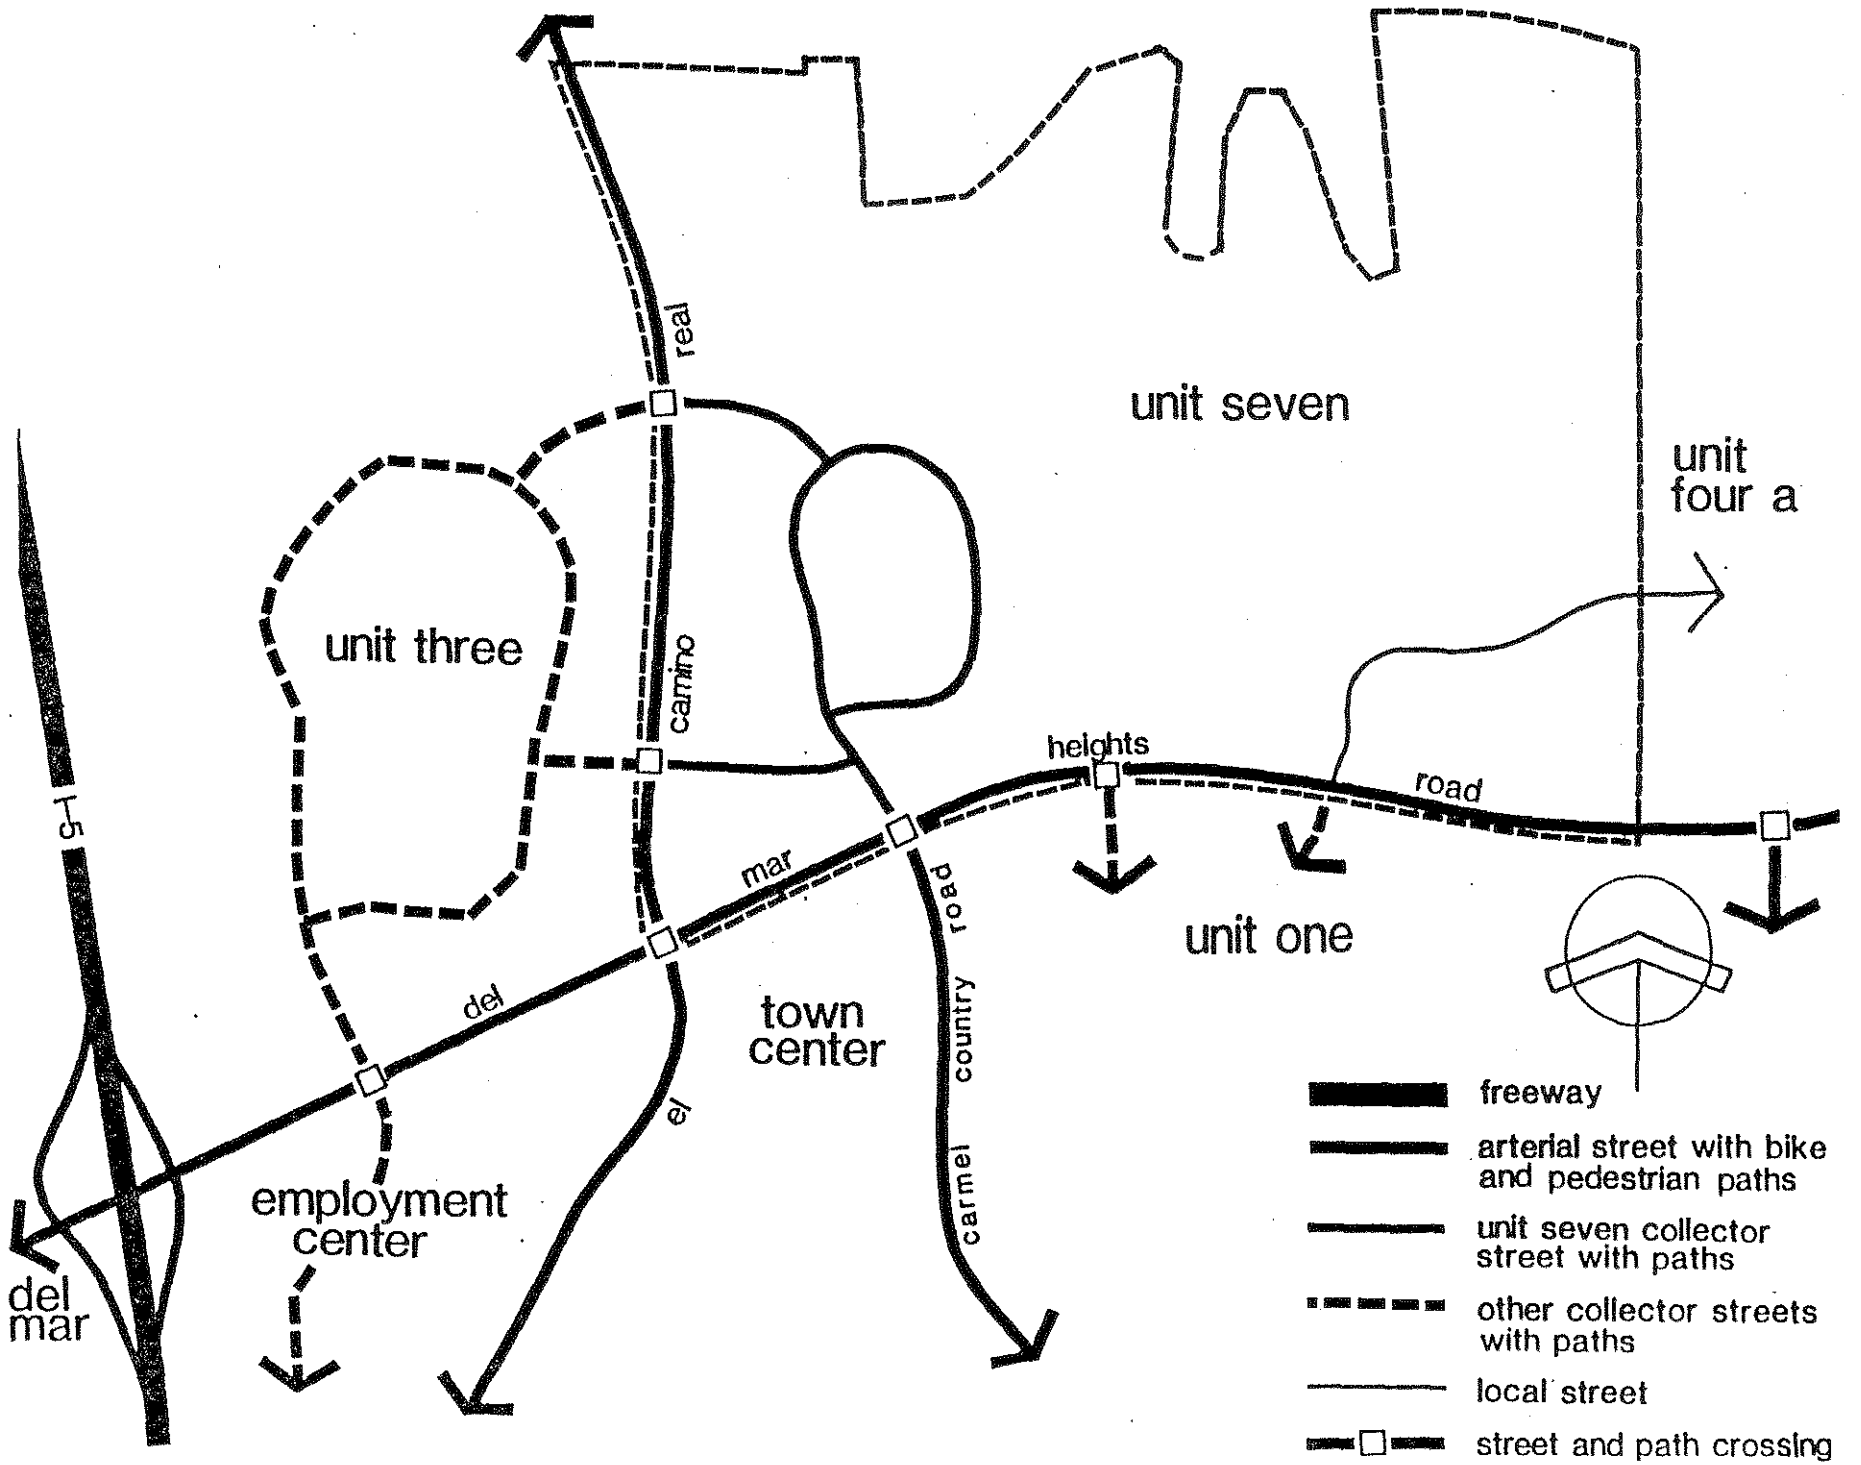 real
unit seven
unit
four a
unit three
camino
heights
road
I-5
mar
road
unit one
del
country
town
center
el
carmel
employment
center
del
mar
freeway
arterial street with bike
and pedestrian paths
unit seven collector
street with paths
other collector streets
with paths
local street
street and path crossing